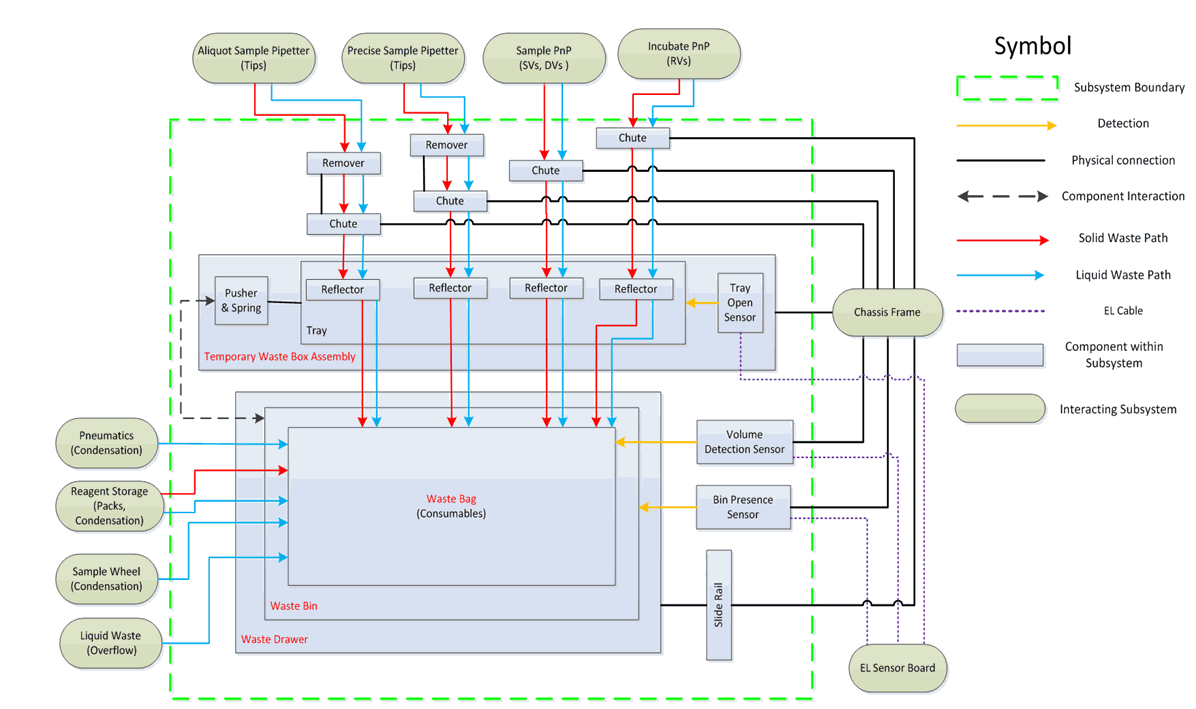 Aliquot Sample Pipetter
(Tips)
Precise Sample Pipetter
(Tips)
Sample PnP
(SVs, DVs )
Incubate PnP
(RVs)
Symbol
Subsystem Boundary
Detection
Physical connection
Component Interaction
Solid Waste Path
Liquid Waste Path
EL Cable
Component within
Subsystem
Interacting Subsystem
Remover
Remover
Chute
Chute
Chute
Chute
Pusher
& Spring
Reflector
Reflector
Reflector
Reflector
Tray
Tray
Open
Sensor
Temporary Waste Box Assembly
Chassis Frame
Pneumatics
(Condensation)
Reagent Storage
(Packs,
Condensation)
Sample Wheel
(Condensation)
Liquid Waste
(Overflow)
Waste Bag
(Consumables)
Waste Bin
Waste Drawer
Volume
Detection Sensor
Bin Presence
Sensor
Slide Rail
EL Sensor Board